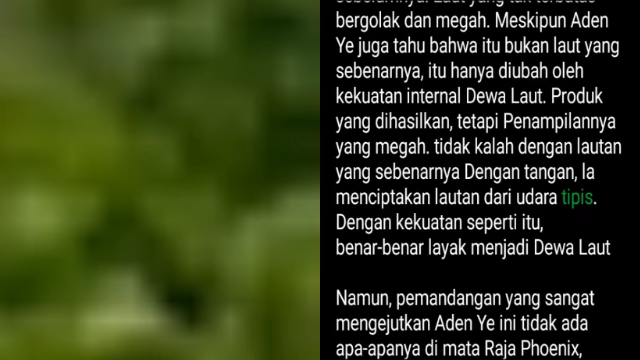 bergolak dan megah. Meskipun Aden
Ye juga tahu bahwa itu bukan laut yang
sebenarnya, itu hanya diubah oleh
kekuatan internal Dewa Laut. Produk
yang dihasilkan, tetapi Penampilannya
yang megah. tidak kalah dengan lautan
yang sebenarnya Dengan tangan, Ia
menciptakan lautan dari udara tipis.
Dengan kekuatan seperti itu,
benar-benar layak menjadi Dewa Laut
Namun, pemandangan yang sangat
mengejutkan Aden Ye ini tidak ada
apa-apanya di mata Raja Phoenix,